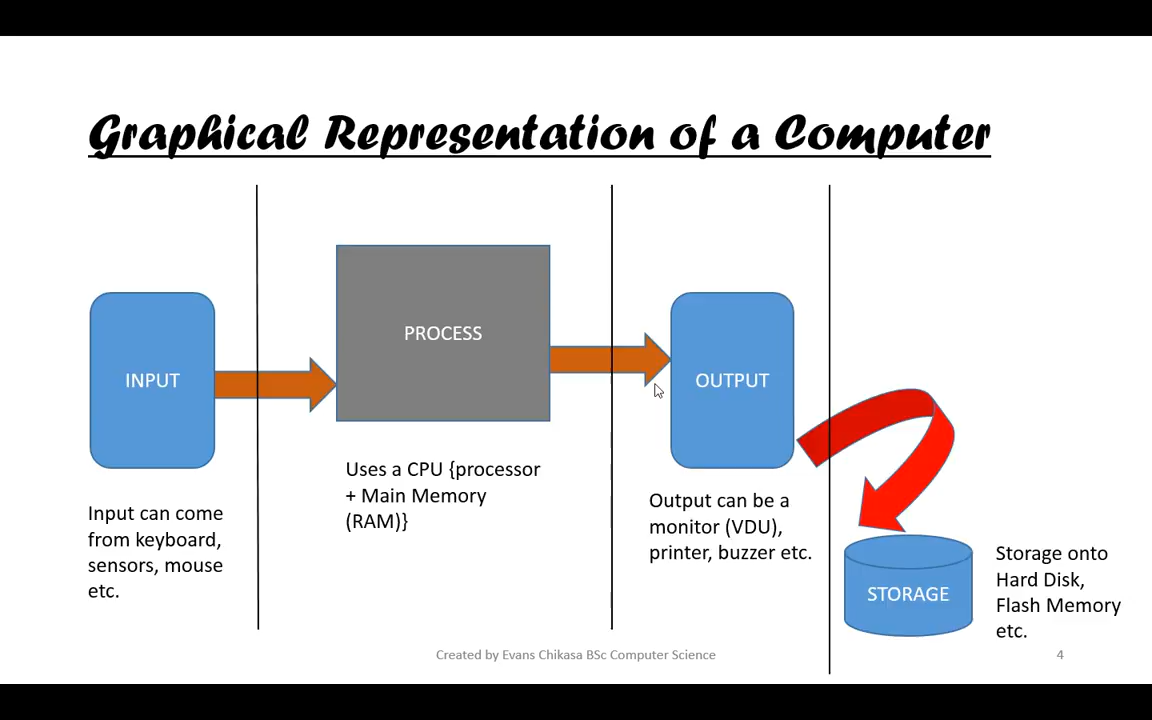 Graphical Representation of a Computer
INPUT
PROCESS
OUTPUT
STORAGE
Input can come
from keyboard,
sensors, mouse
etc.
Uses a CPU {processor
+ Main Memory
(RAM)}
Output can be a
monitor (VDU),
printer, buzzer etc.
Storage onto
Hard Disk,
Flash Memory
etc.
Created by Evans Chikasa BSc Computer Science
4